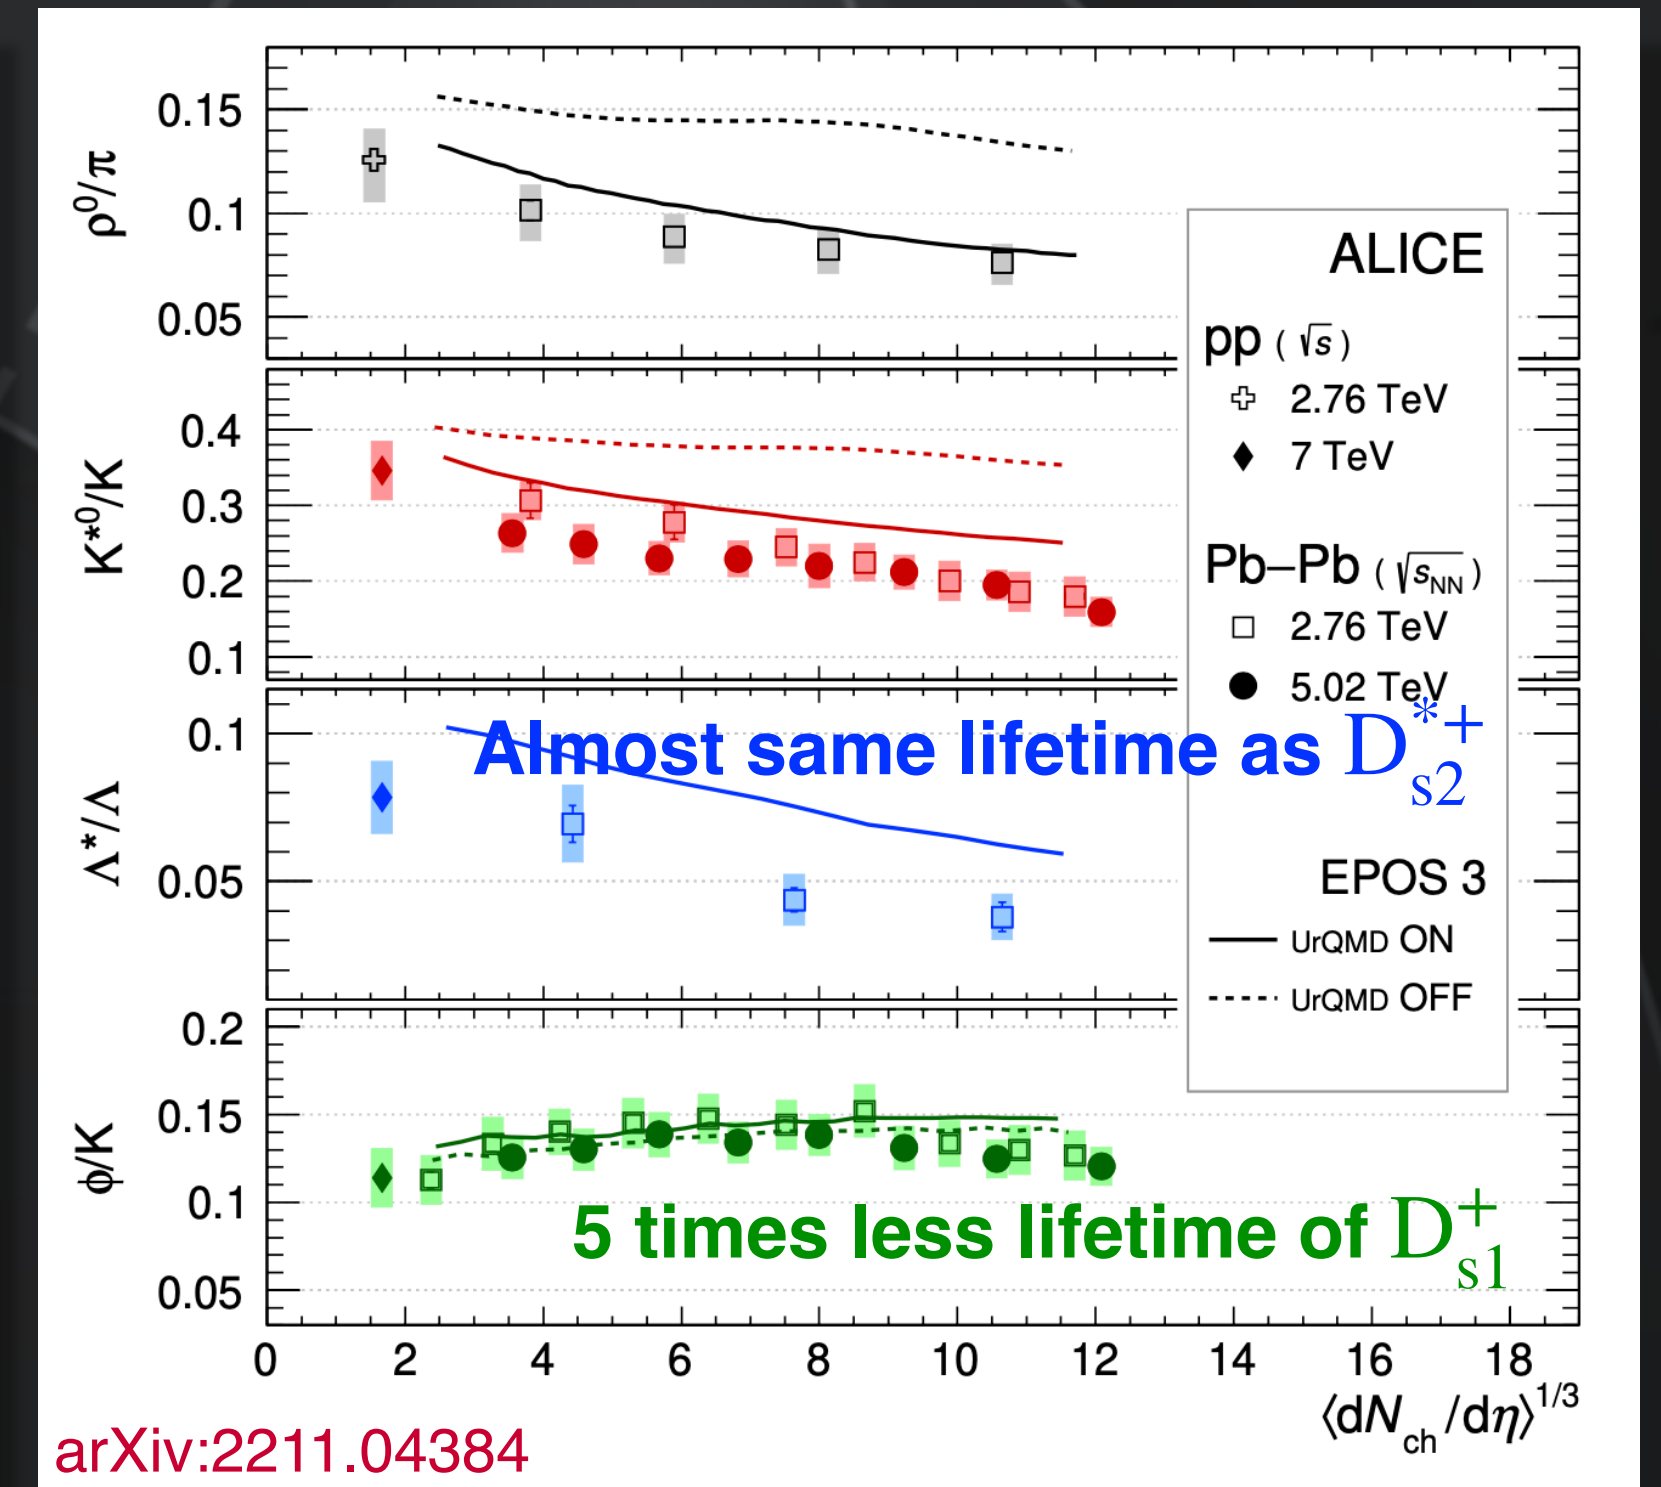 ρ⁰/π
0.15
0.1
0.05
K*⁰/K
0.4
0.3
0.2
0.1
Λ*/Λ
0.1
0.05
ϕ/K
0.2
0.15
0.1
0.05
ALICE
pp ( √s )
2.76 TeV
7 TeV
Pb–Pb ( √s_NN )
2.76 TeV
5.02 TeV
EPOS 3
UrQMD ON
UrQMD OFF
Almost same lifetime as D_s2^*+
5 times less lifetime of D_s1^+
0 2 4 6 8 10 12 14 16 18
⟨dN_ch/dη⟩^1/3
arXiv:2211.04384